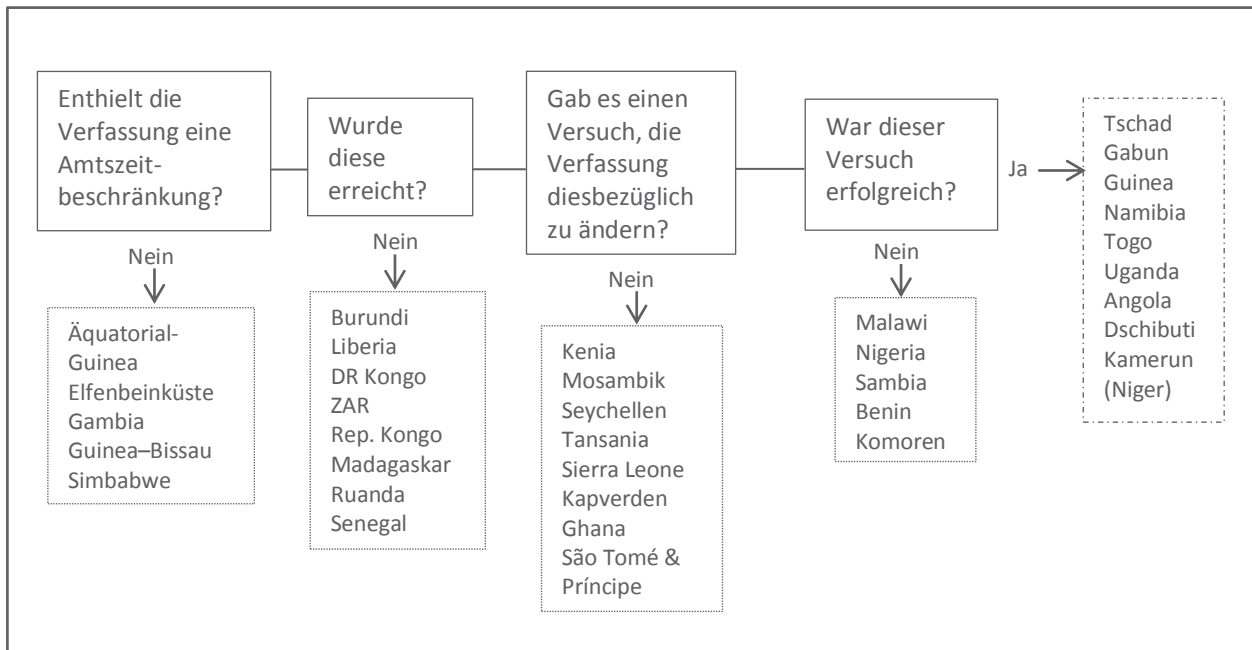 Enthielt die
Verfassung eine
Amtszeit-
beschränkung?
Nein
Äquatorial-
Guinea
Elfenbeinküste
Gambia
Guinea–Bissau
Simbabwe
Wurde
diese
erreicht?
Nein
Burundi
Liberia
DR Kongo
ZAR
Rep. Kongo
Madagaskar
Ruanda
Senegal
Gab es einen
Versuch, die
Verfassung
diesbezüglich
zu ändern?
Nein
Kenia
Mosambik
Seychellen
Tansania
Sierra Leone
Kapverden
Ghana
São Tomé &
Príncipe
War dieser
Versuch
erfolgreich?
Nein
Malawi
Nigeria
Sambia
Benin
Komoren
Ja
Tschad
Gabun
Guinea
Namibia
Togo
Uganda
Angola
Dschibuti
Kamerun
(Niger)